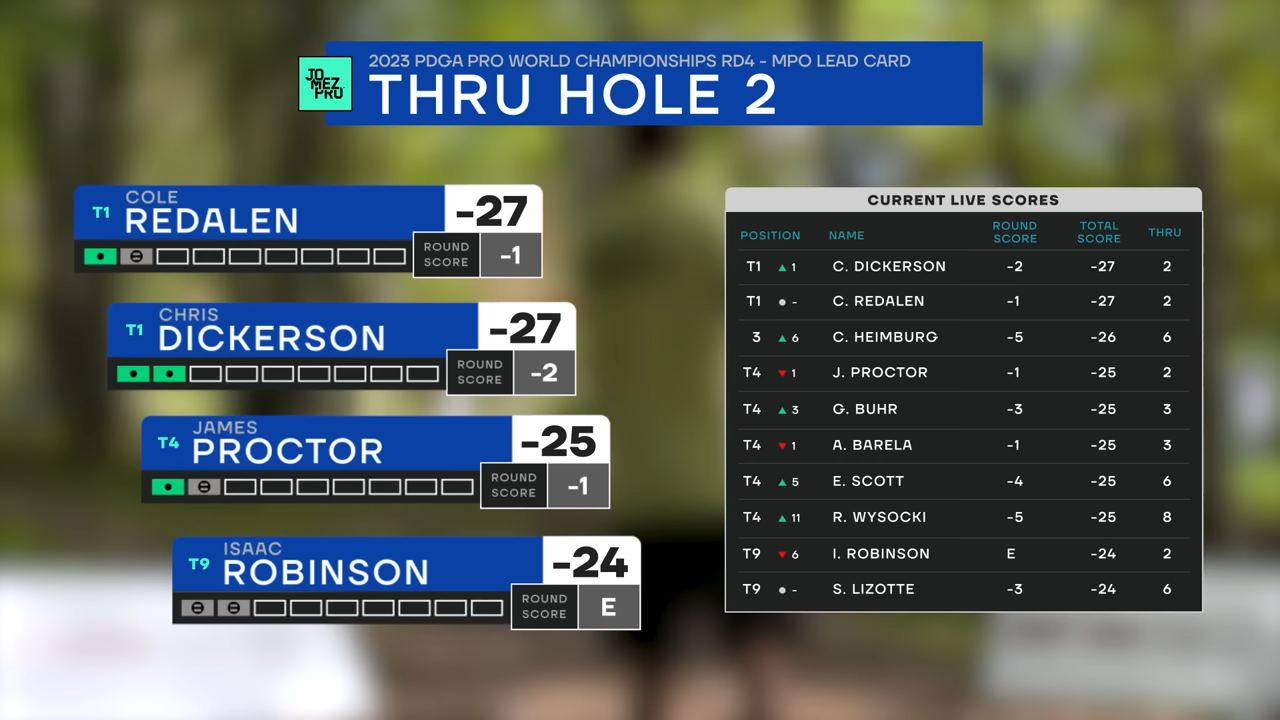 JO
MEZ
PRO
2023 PDGA PRO WORLD CHAMPIONSHIPS RD4 - MPO LEAD CARD
THRU HOLE 2
T1 COLE
REDALEN
-27
ROUND
SCORE
-1
T1 CHRIS
DICKERSON
-27
ROUND
SCORE
-2
T4 JAMES
PROCTOR
-25
ROUND
SCORE
-1
T9 ISAAC
ROBINSON
-24
ROUND
SCORE
E
CURRENT LIVE SCORES
POSITION NAME ROUND SCORE TOTAL SCORE THRU
T1 ▲ 1 C. DICKERSON -2 -27 2
T1 ● - C. REDALEN -1 -27 2
3 ▲ 6 C. HEIMBURG -5 -26 6
T4 ▼ 1 J. PROCTOR -1 -25 2
T4 ▲ 3 G. BUHR -3 -25 3
T4 ▼ 1 A. BARELA -1 -25 3
T4 ▲ 5 E. SCOTT -4 -25 6
T4 ▲ 11 R. WYSOCKI -5 -25 8
T9 ▼ 6 I. ROBINSON E -24 2
T9 ● - S. LIZOTTE -3 -24 6